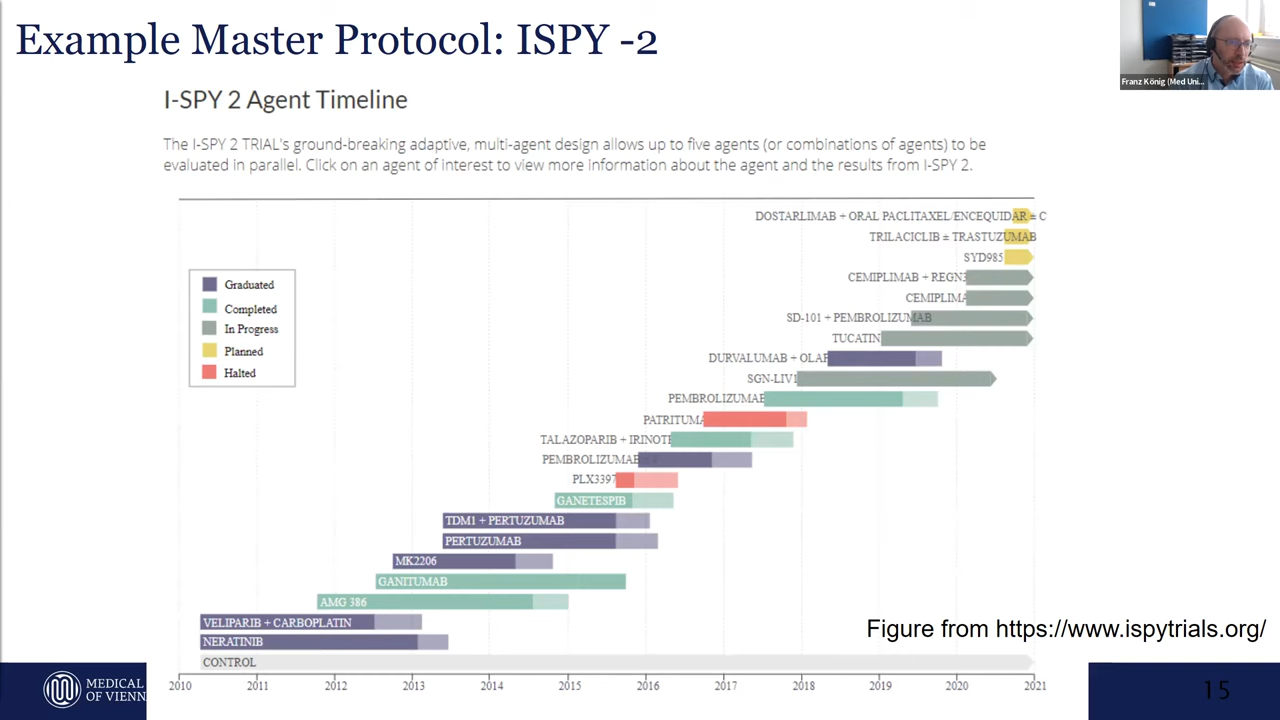 Example Master Protocol: ISPY -2
Franz König (Med Uni...
I-SPY 2 Agent Timeline
The I-SPY 2 TRIAL's ground-breaking adaptive, multi-agent design allows up to five agents (or combinations of agents) to be
evaluated in parallel. Click on an agent of interest to view more information about the agent and the results from I-SPY 2.
DOSTARLIMAB + ORAL PACLITAXEL/ENCEQUIDAR ± C
TRILACICLIB ± TRASTUZUMAB
SYD985
CEMIPLIMAB + REGN3
CEMIPLIMA
SD-101 + PEMBROLIZUMAB
TUCATIN
DURVALUMAB + OLAP
SGN-LIV1
PEMBROLIZUMAB
PATRITUMA
TALAZOPARIB + IRINOTE
PEMBROLIZUMAB
PLX3397
GANETESPIB
TDM1 + PERTUZUMAB
PERTUZUMAB
MK2206
GANITUMAB
AMG 386
VELIPARIB + CARBOPLATIN
NERATINIB
CONTROL
Graduated
Completed
In Progress
Planned
Halted
2010 2011 2012 2013 2014 2015 2016 2017 2018 2019 2020 2021
Figure from https://www.ispytrials.org/
MEDICAL
OF VIENN
15